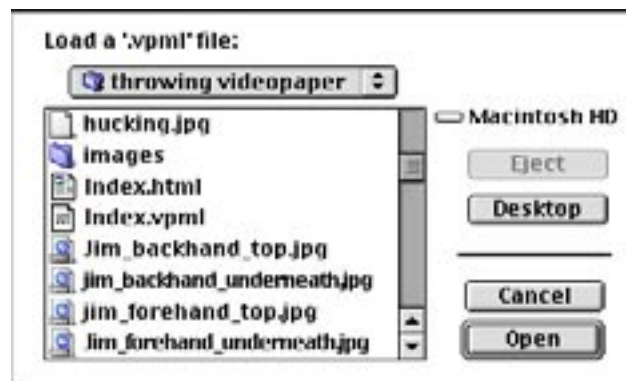 Load a '.vpml' file:
throwing videopaper
hucking.jpg
images
Index.html
Index.vpml
Jim_backhand_top.jpg
jim_backhand_underneath.jpg
jim_forehand_top.jpg
Jim_forehand_underneath.jpg
Macintosh HD
Eject
Desktop
Cancel
Open